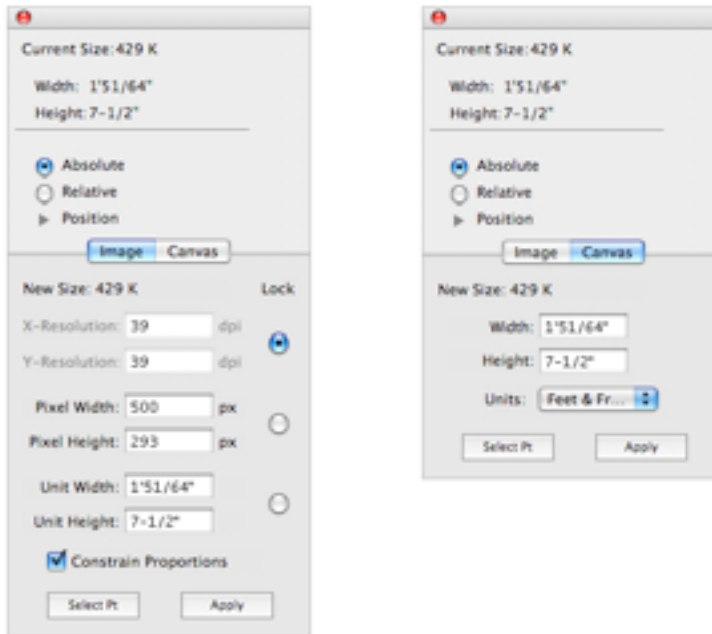 Current Size: 429 K
Width: 1'51/64"
Height: 7-1/2"
Absolute
Relative
Position
Image Canvas
New Size: 429 K Lock
X-Resolution: 39 dpi
Y-Resolution: 39 dpi
Pixel Width: 500 px
Pixel Height: 293 px
Unit Width: 1'51/64"
Unit Height: 7-1/2"
Constrain Proportions
Select Pt Apply
Current Size: 429 K
Width: 1'51/64"
Height: 7-1/2"
Absolute
Relative
Position
Image Canvas
New Size: 429 K
Width: 1'51/64"
Height: 7-1/2"
Units: Feet & Fr...
Select Pt Apply